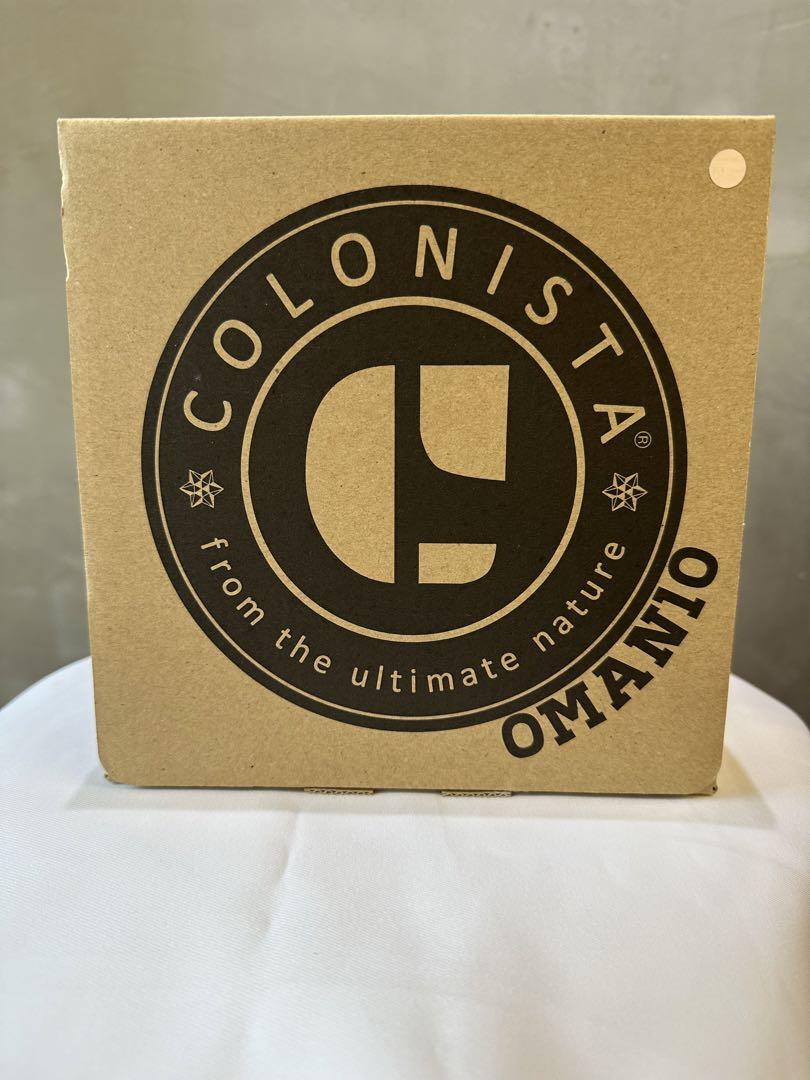 COLONISTA®
from the ultimate nature
OMANIO